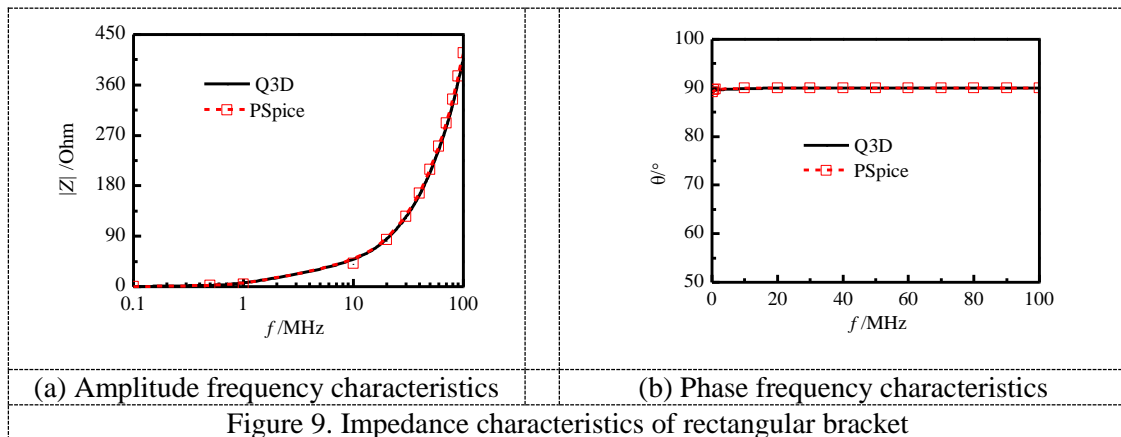 450
360
270
180
90
0
|Z| /Ohm
Q3D
PSpice
0.1 1 10 100
f /MHz
100
90
80
70
60
50
θ/°
Q3D
PSpice
0 20 40 60 80 100
f /MHz
(a) Amplitude frequency characteristics
(b) Phase frequency characteristics
Figure 9. Impedance characteristics of rectangular bracket